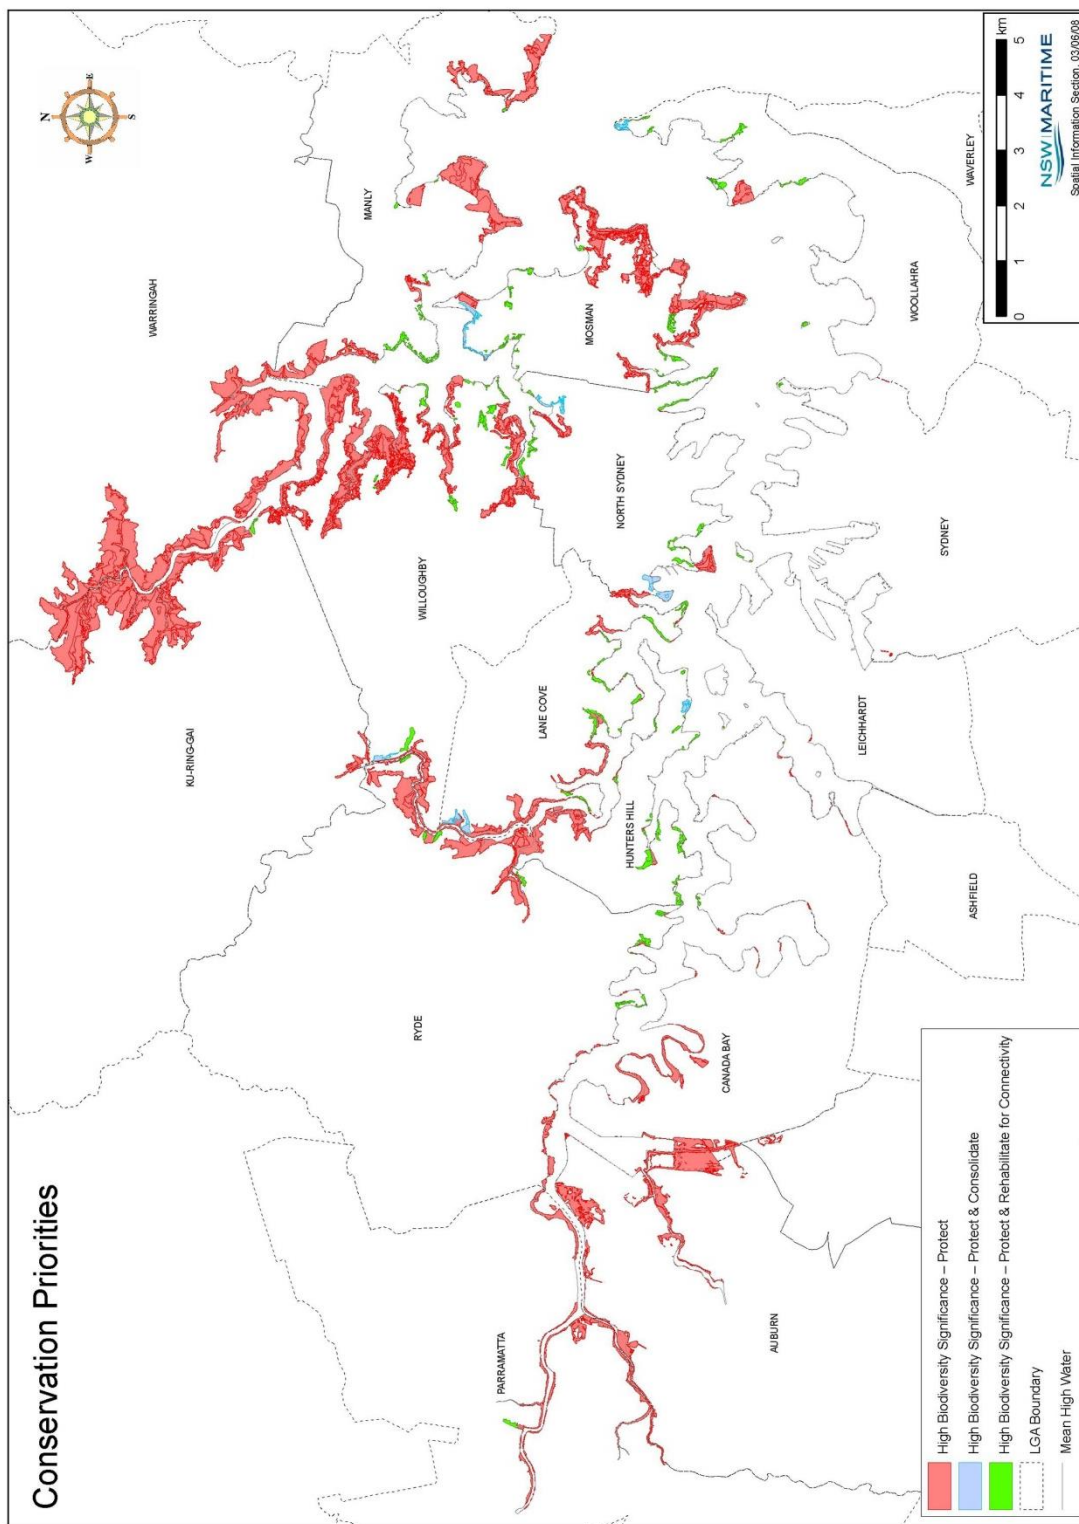 Conservation Priorities
N
E
S
W
WARRINGAH
MANLY
KU-RING-GAI
WILLOUGHBY
MOSMAN
RYDE
LANE COVE
NORTH SYDNEY
HUNTERS HILL
PARRAMATTA
CANADA BAY
AUBURN
LEICHHARDT
SYDNEY
WOOLLAHRA
WAVERLEY
ASHFIELD
High Biodiversity Significance – Protect
High Biodiversity Significance – Protect & Consolidate
High Biodiversity Significance – Protect & Rehabilitate for Connectivity
LGA Boundary
Mean High Water
0 1 2 3 4 5
km
NSW MARITIME
Spatial Information Section, 03/06/08